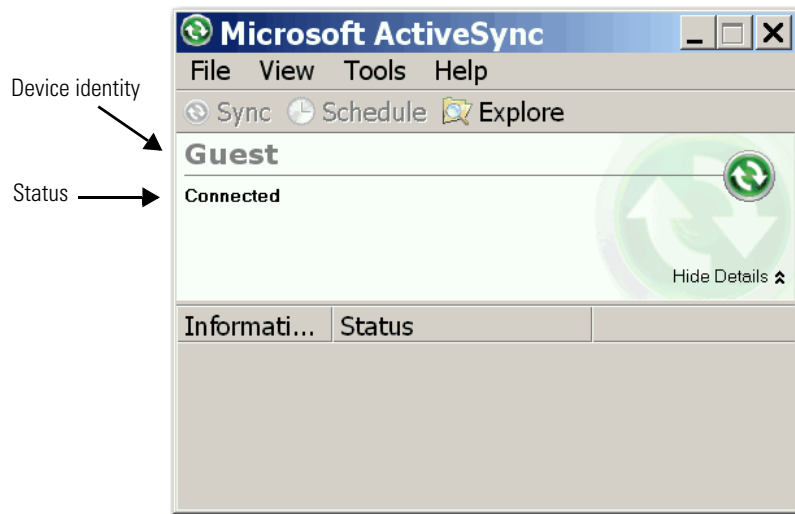 Microsoft ActiveSync
File View Tools Help
Device identity
Sync Schedule Explore
Guest
Status
Connected
Hide Details
Informati... Status